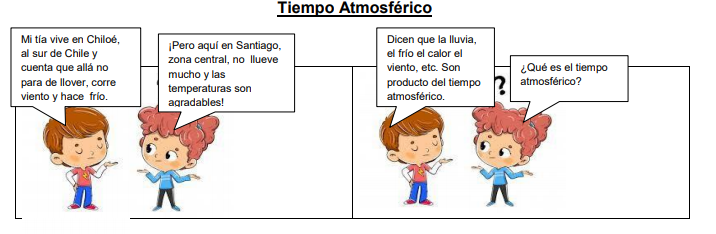 Tiempo Atmosférico
Mi tía vive en Chiloé,
al sur de Chile y
cuenta que allá no
para de llover, corre
viento y hace frío.
¡Pero aquí en Santiago,
zona central, no llueve
mucho y las
temperaturas son
agradables!
Dicen que la lluvia,
el frío el calor el
viento, etc. Son
producto del tiempo
atmosférico.
?
¿Qué es el tiempo
atmosférico?